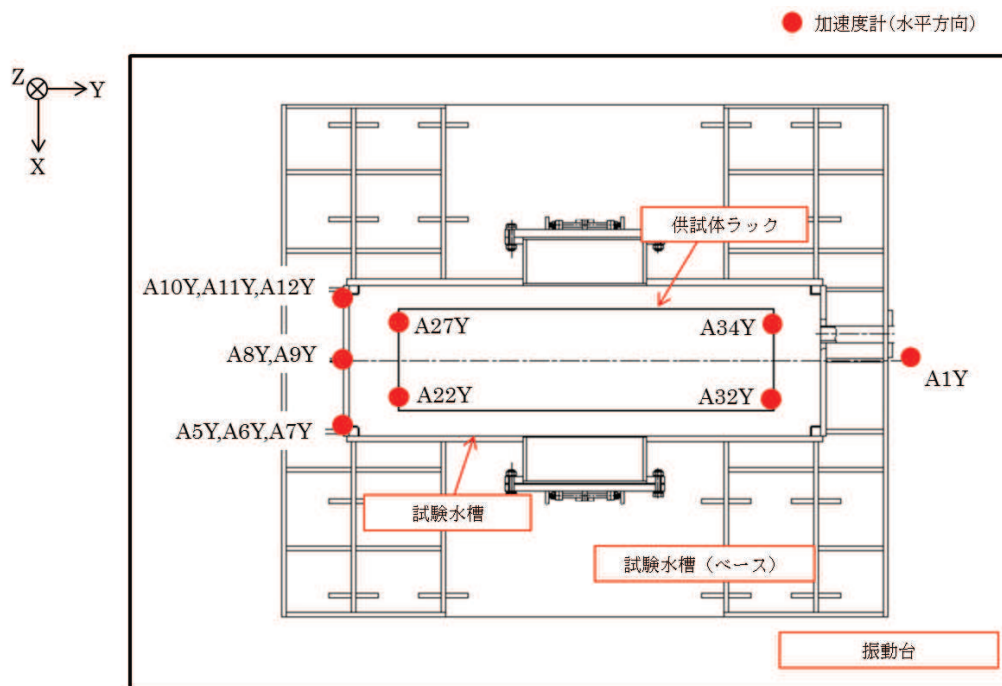 加速度計(水平方向)
Z
Y
X
供試体ラック
A10Y,A11Y,A12Y
A27Y
A34Y
A8Y,A9Y
A1Y
A22Y
A32Y
A5Y,A6Y,A7Y
試験水槽
試験水槽（ベース）
振動台